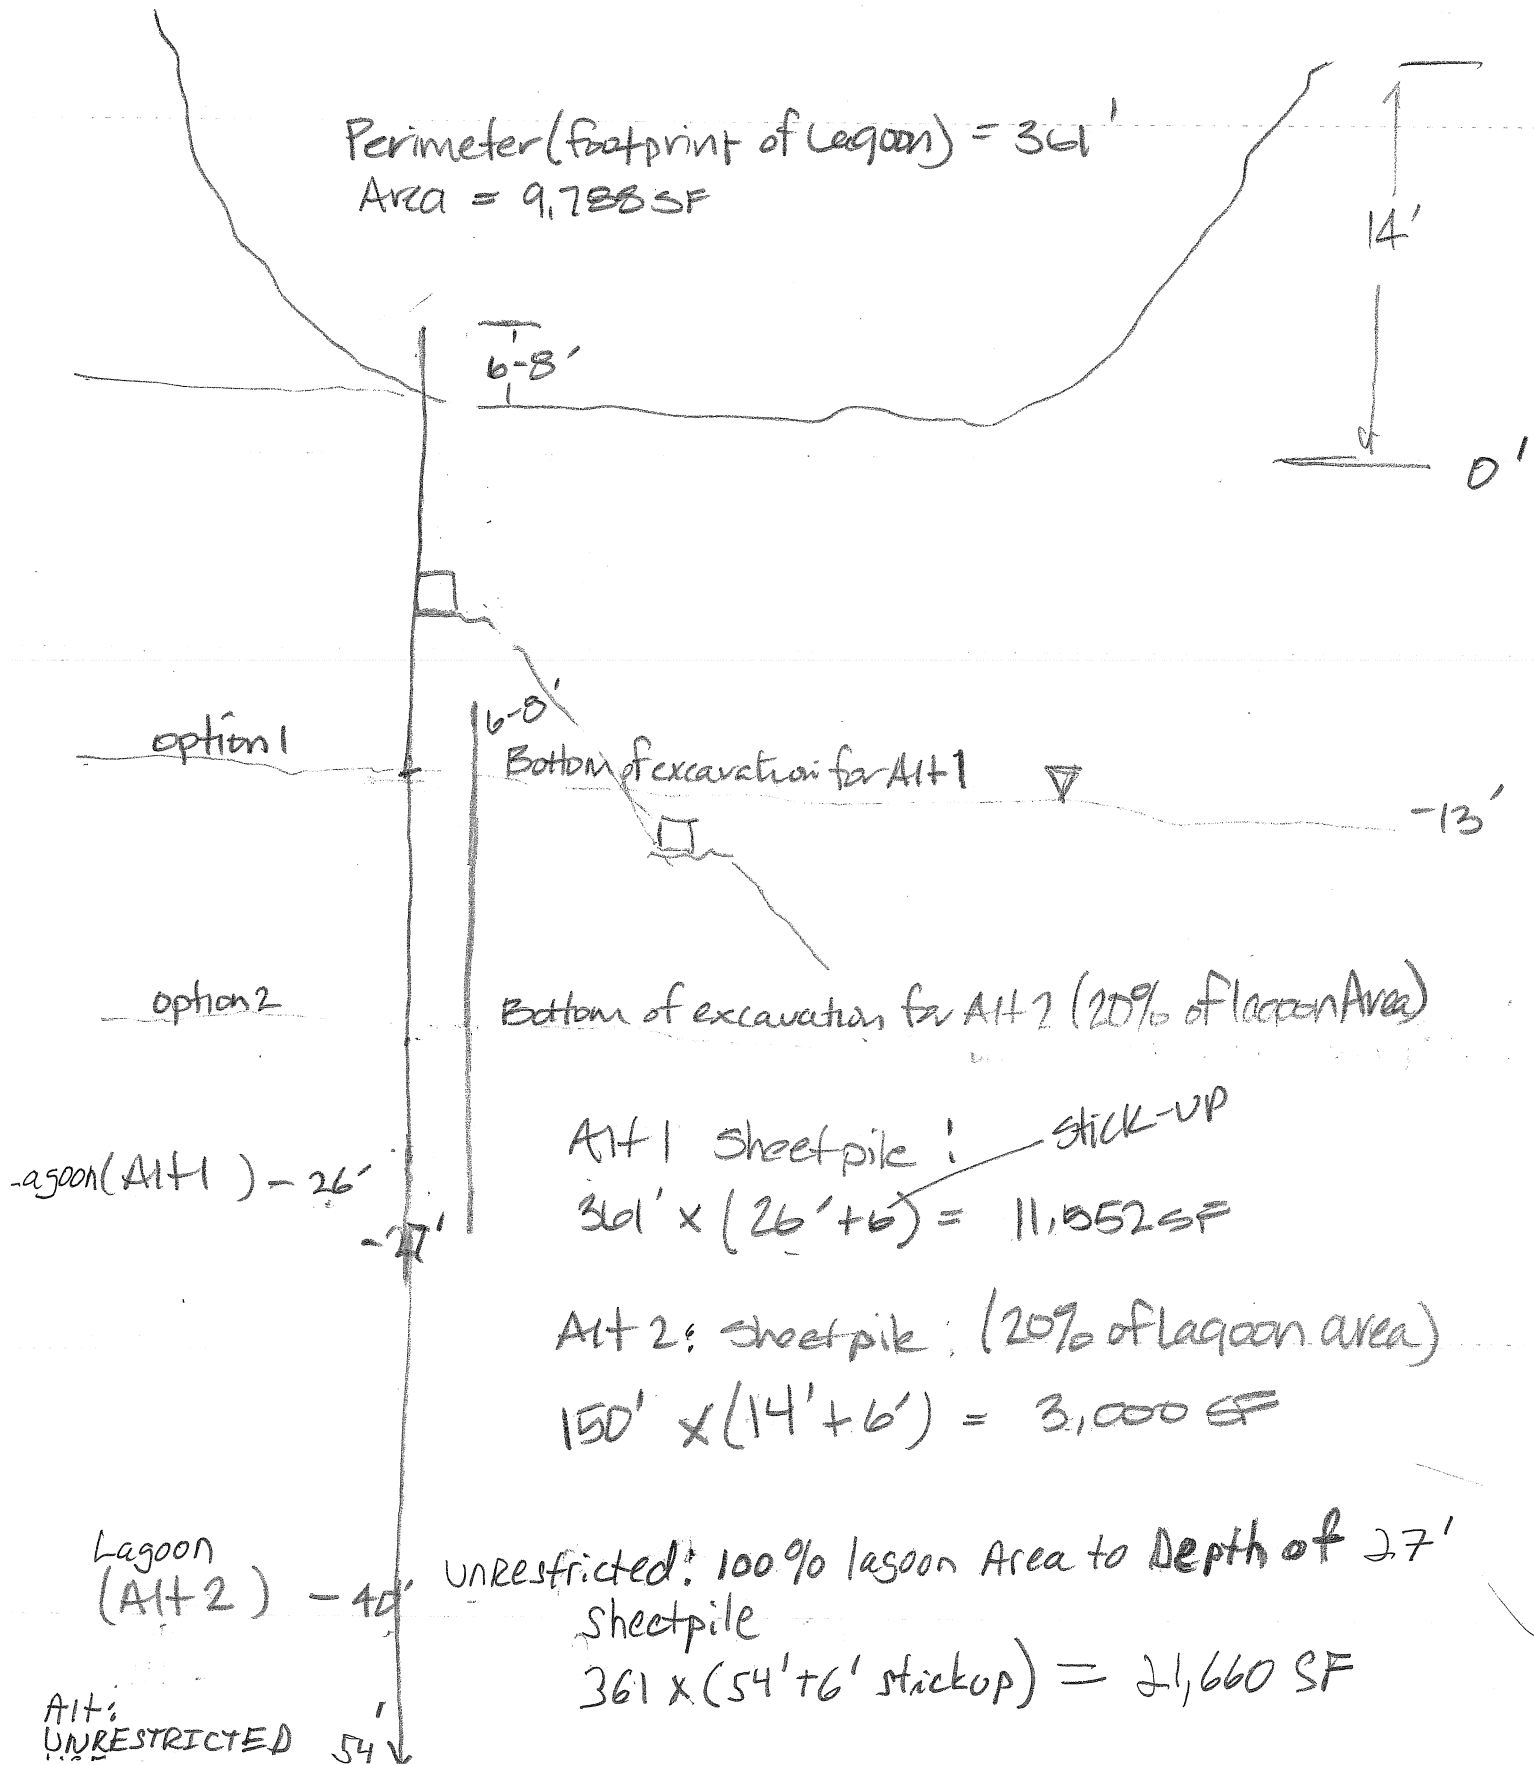 Perimeter (footprint of Lagoon) = 361'
Area = 9,788 SF
14'
6-8'
0'
6-8'
option 1
Bottom of excavation for Alt 1
-13'
option 2
Bottom of excavation for Alt 2 (20% of lagoon Area)
Alt 1 sheetpile :
stick-up
agoon (Alt 1 ) - 26'
361' x (26'+6) = 11,552 SF
-27'
Alt 2: sheetpile : (20% of Lagoon area)
150' x (14'+6') = 3,000 SF
Lagoon
(Alt 2 ) - 40'
UNRestricted: 100% lagoon Area to Depth of 27'
sheetpile
361 x (54'+6' stickup) = 21,660 SF
Alt:
UNRESTRICTED 54'